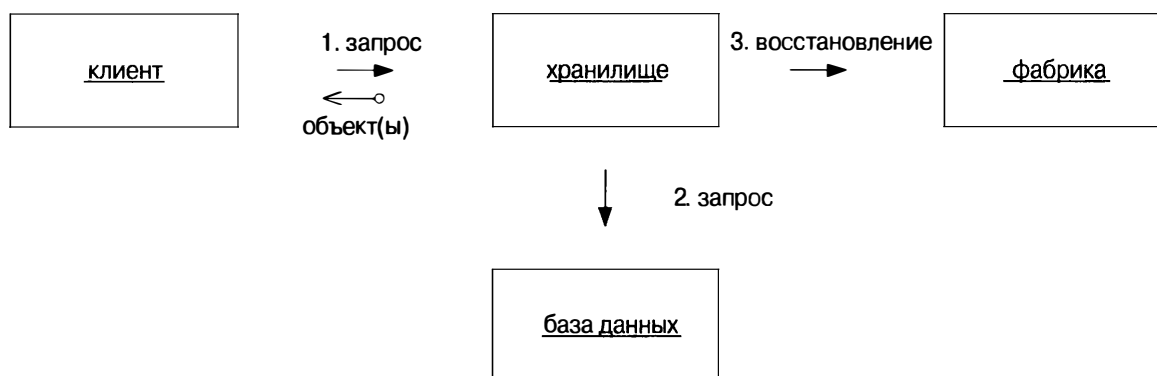 1. запрос
3. восстановление
клиент
хранилище
фабрика
объект(ы)
2. запрос
база данных